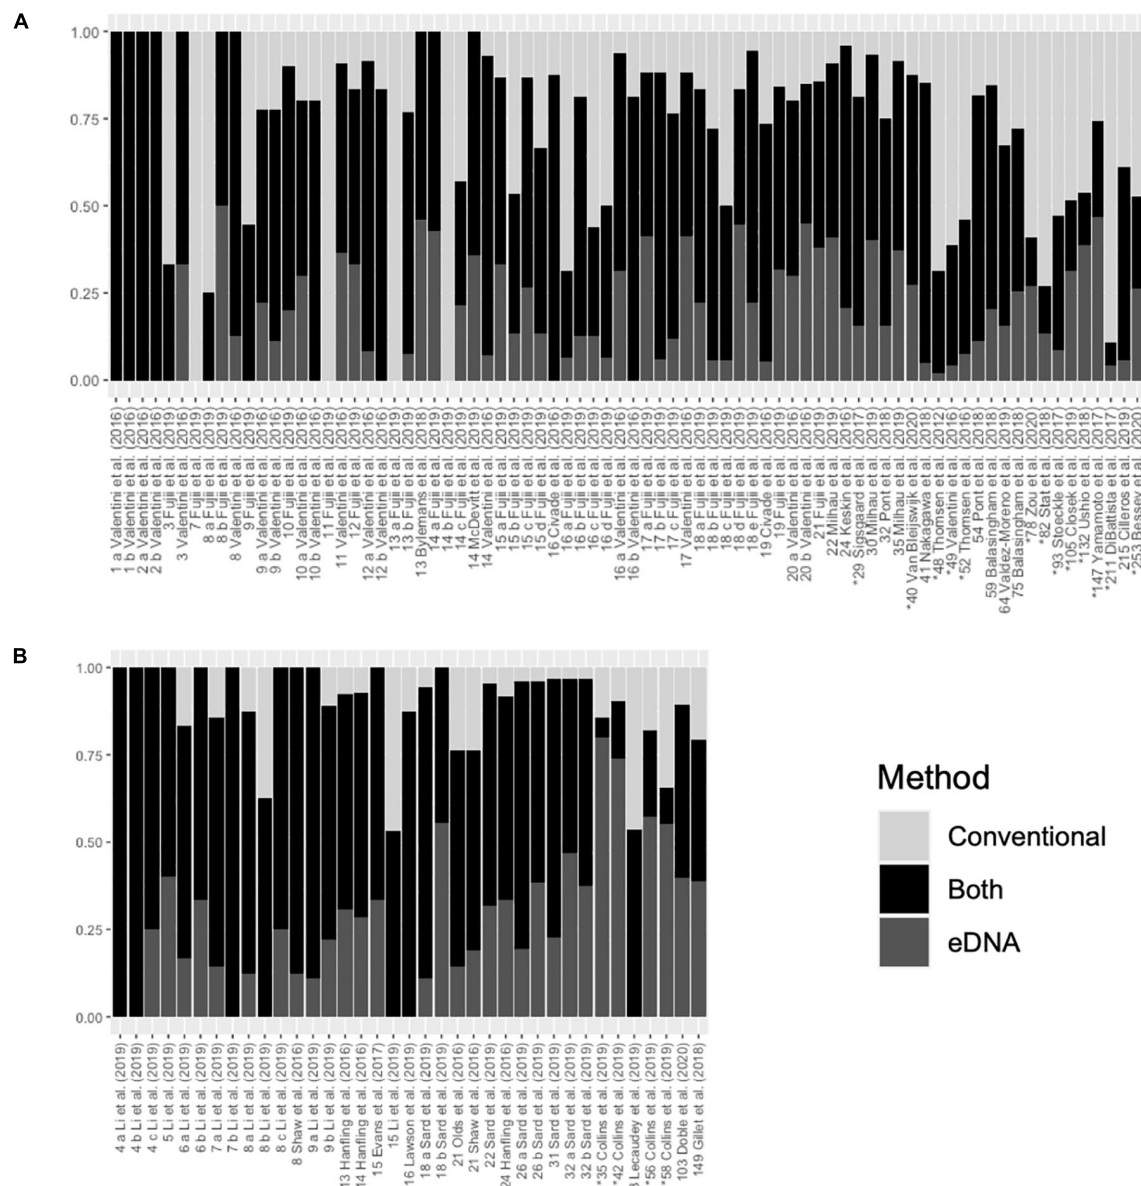 A
1.00
0.75
0.50
0.25
0.00
1 a Valentini et al. (2016)
1 b Valentini et al. (2016)
2 a Valentini et al. (2016)
2 b Valentini et al. (2016)
3 Fujii et al. (2019)
3 Valentini et al. (2016)
7 Fujii et al. (2019)
8 a Fujii et al. (2019)
8 b Fujii et al. (2019)
8 Valentini et al. (2016)
9 Fujii et al. (2019)
9 a Valentini et al. (2016)
9 b Valentini et al. (2016)
10 Fujii et al. (2019)
10 a Valentini et al. (2016)
10 b Valentini et al. (2016)
11 Fujii et al. (2019)
11 Valentini et al. (2016)
12 Fujii et al. (2019)
12 a Valentini et al. (2016)
12 b Valentini et al. (2016)
13 a Fujii et al. (2019)
13 b Fujii et al. (2019)
13 Bylemans et al. (2018)
14 a Fujii et al. (2019)
14 b Fujii et al. (2019)
14 c Fujii et al. (2019)
14 McDevitt et al. (2019)
14 Valentini et al. (2016)
15 a Fujii et al. (2019)
15 b Fujii et al. (2019)
15 c Fujii et al. (2019)
15 d Fujii et al. (2019)
16 Civade et al. (2016)
16 a Fujii et al. (2019)
16 b Fujii et al. (2019)
16 c Fujii et al. (2019)
16 d Fujii et al. (2019)
16 a Valentini et al. (2016)
16 b Valentini et al. (2016)
17 a Fujii et al. (2019)
17 b Fujii et al. (2019)
17 c Fujii et al. (2019)
17 Valentini et al. (2016)
18 a Fujii et al. (2019)
18 b Fujii et al. (2019)
18 c Fujii et al. (2019)
18 d Fujii et al. (2019)
18 e Fujii et al. (2019)
19 Civade et al. (2016)
19 Fujii et al. (2019)
20 a Valentini et al. (2016)
20 b Valentini et al. (2016)
21 Fujii et al. (2019)
22 Milhau et al. (2019)
24 Keskin et al. (2016)
*29 Sigsgaard et al. (2017)
30 Milhau et al. (2019)
32 Pont et al. (2018)
35 Milhau et al. (2019)
*40 Van Bleijswijk et al. (2020)
41 Nakagawa et al. (2018)
*48 Thomsen et al. (2012)
*49 Valentini et al. (2016)
*52 Thomsen et al. (2016)
54 Pont et al. (2018)
59 Balasingham et al. (2018)
64 Valdez-Moreno et al. (2019)
75 Balasingham et al. (2018)
*78 Zou et al. (2020)
*82 Stat et al. (2018)
*93 Stoeckle et al. (2017)
*105 Closek et al. (2019)
*132 Ushio et al. (2018)
*147 Yamamoto et al. (2017)
*211 DiBattista et al. (2017)
215 Cilleros et al. (2019)
*253 Bessey et al. (2020)
B
1.00
0.75
0.50
0.25
0.00
4 a Li et al. (2019)
4 b Li et al. (2019)
4 c Li et al. (2019)
5 Li et al. (2019)
6 a Li et al. (2019)
6 b Li et al. (2019)
7 a Li et al. (2019)
7 b Li et al. (2019)
8 a Li et al. (2019)
8 b Li et al. (2019)
8 c Li et al. (2019)
8 Shaw et al. (2016)
9 a Li et al. (2019)
9 b Li et al. (2019)
13 Hanfling et al. (2016)
14 Hanfling et al. (2016)
15 Evans et al. (2017)
15 Li et al. (2019)
16 Lawson et al. (2019)
18 a Sard et al. (2019)
18 b Sard et al. (2019)
21 Olds et al. (2016)
21 Shaw et al. (2016)
22 Sard et al. (2019)
24 Hanfling et al. (2016)
26 a Sard et al. (2019)
26 b Sard et al. (2019)
31 Sard et al. (2019)
32 a Sard et al. (2019)
32 b Sard et al. (2019)
*35 Collins et al. (2019)
*42 Collins et al. (2019)
Lecaudey et al. (2019)
*56 Collins et al. (2019)
*58 Collins et al. (2019)
103 Doble et al. (2020)
149 Gillet et al. (2018)
Method
Conventional
Both
eDNA